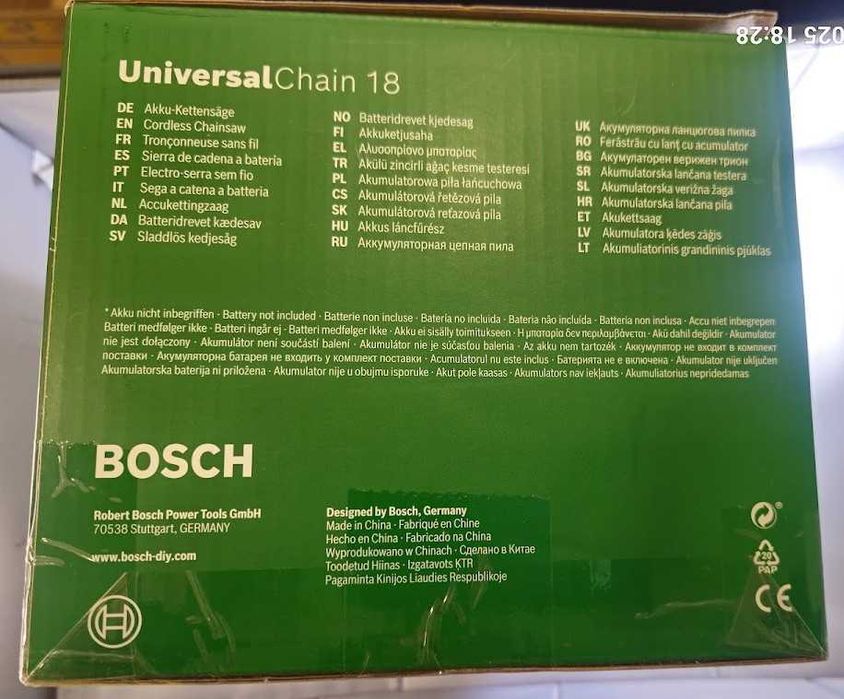 025 18:28
UniversalChain 18
DE Akku-Kettensäge
EN Cordless Chainsaw
FR Tronçonneuse sans fil
ES Sierra de cadena a batería
PT Electro-serra sem fio
IT Sega a catena a batteria
NL Accukettingzaag
DA Batteridrevet kædesav
SV Sladdlös kedjesåg
NO Batteridrevet kjedesag
FI Akkuketjusaha
EL Αλυσοπρίονο μπαταρίας
TR Akülü zincirli ağaç kesme testeresi
PL Akumulatorowa piła łańcuchowa
CS Akumulátorová řetězová pila
SK Akumulátorová reťazová píla
HU Akkus láncfűrész
RU Аккумуляторная цепная пила
UK Акумуляторна ланцюгова пилка
RO Ferăstrău cu lanţ cu acumulator
BG Акумулаторен верижен трион
SR Akumulatorska lančana testera
SL Akumulatorska verižna žaga
HR Akumulatorska lančana pila
ET Akukettsaag
LV Akumulatora ķēdes zāģis
LT Akumuliatorinis grandininis pjūklas
* Akku nicht inbegriffen · Battery not included · Batterie non incluse · Batería no incluida · Bateria não incluída · Batteria non inclusa · Accu niet inbegrepen
Batteri medfølger ikke · Batteri ingår ej · Batteri medfølger ikke · Akku ei sisälly toimitukseen · Η μπαταρία δεν περιλαμβάνεται · Akü dahil değildir · Akumulator
nie jest dołączony · Akumulátor není součástí balení · Akumulátor nie je súčasťou balenia · Az akku nem tartozék · Аккумулятор не входит в комплект
поставки · Акумуляторна батарея не входить у комплект поставки · Acumulatorul nu este inclus · Батерията не е включена · Akumulator nije uključen
Akumulatorska baterija ni priložena · Akumulator nije u obujmu isporuke · Akut pole kaasas · Akumulators nav iekļauts · Akumuliatorius nepridedamas
BOSCH
Robert Bosch Power Tools GmbH
70538 Stuttgart, GERMANY
www.bosch-diy.com
Designed by Bosch, Germany
Made in China · Fabriqué en Chine
Hecho en China · Fabricado na China
Wyprodukowano w Chinach · Сделано в Китае
Toodetud Hiinas · Izgatavots ĶTR
Pagaminta Kinijos Liaudies Respublikoje
20
PAP
CE